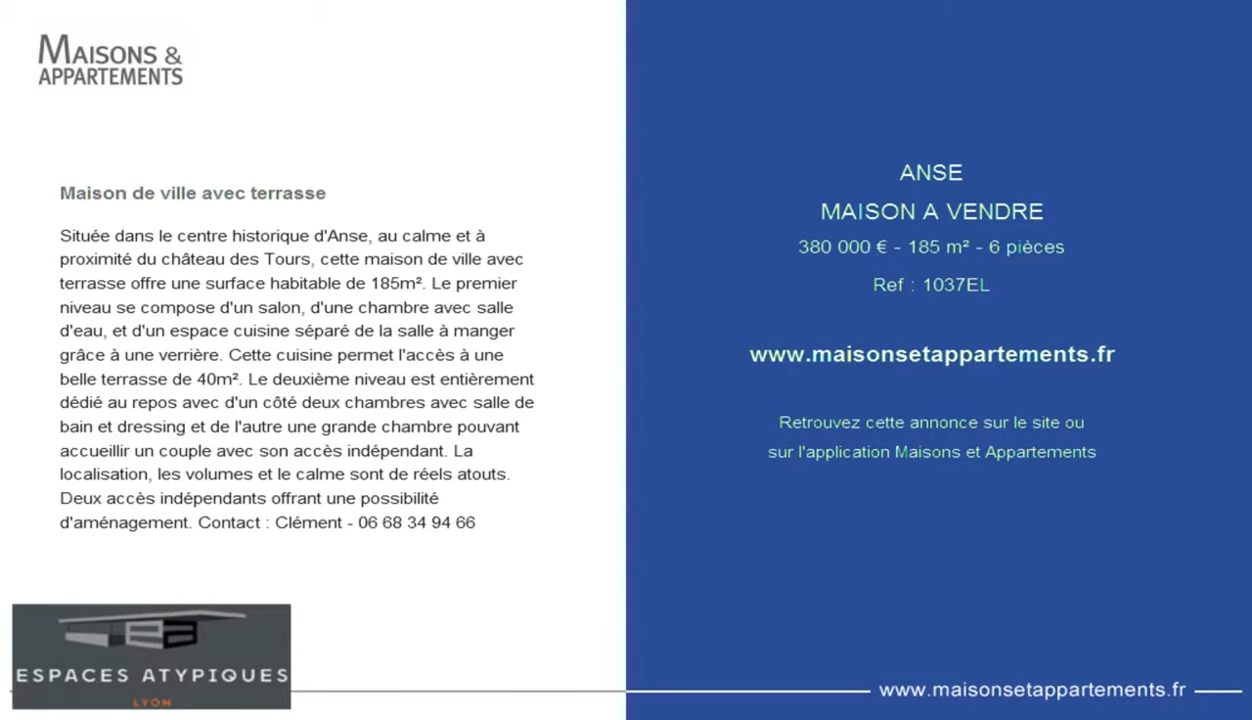 MAISONS &
APPARTEMENTS
Maison de ville avec terrasse
Située dans le centre historique d'Anse, au calme et à
proximité du château des Tours, cette maison de ville avec
terrasse offre une surface habitable de 185m². Le premier
niveau se compose d'un salon, d'une chambre avec salle
d'eau, et d'un espace cuisine séparé de la salle à manger
grâce à une verrière. Cette cuisine permet l'accès à une
belle terrasse de 40m². Le deuxième niveau est entièrement
dédié au repos avec d'un côté deux chambres avec salle de
bain et dressing et de l'autre une grande chambre pouvant
accueillir un couple avec son accès indépendant. La
localisation, les volumes et le calme sont de réels atouts.
Deux accès indépendants offrant une possibilité
d'aménagement. Contact : Clément - 06 68 34 94 66
ESPACES ATYPIQUES
LYON
ANSE
MAISON A VENDRE
380 000 € - 185 m² - 6 pièces
Ref : 1037EL
www.maisonsetappartements.fr
Retrouvez cette annonce sur le site ou
sur l'application Maisons et Appartements
www.maisonsetappartements.fr